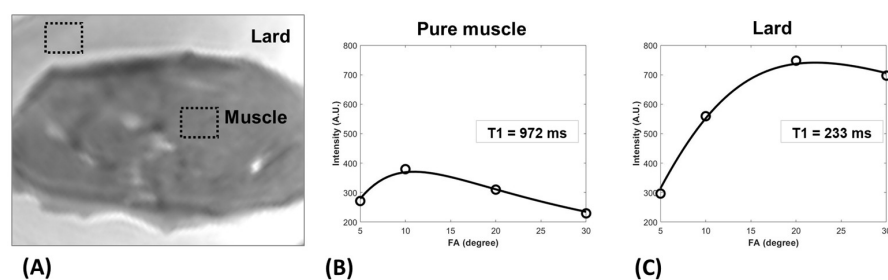 Lard
Muscle
(A)
Pure muscle
800
700
600
500
400
300
200
Intensity (A.U.)
T1 = 972 ms
5
10
15
20
25
30
FA (degree)
(B)
Lard
800
700
600
500
400
300
200
Intensity (A.U.)
T1 = 233 ms
5
10
15
20
25
30
FA (degree)
(C)